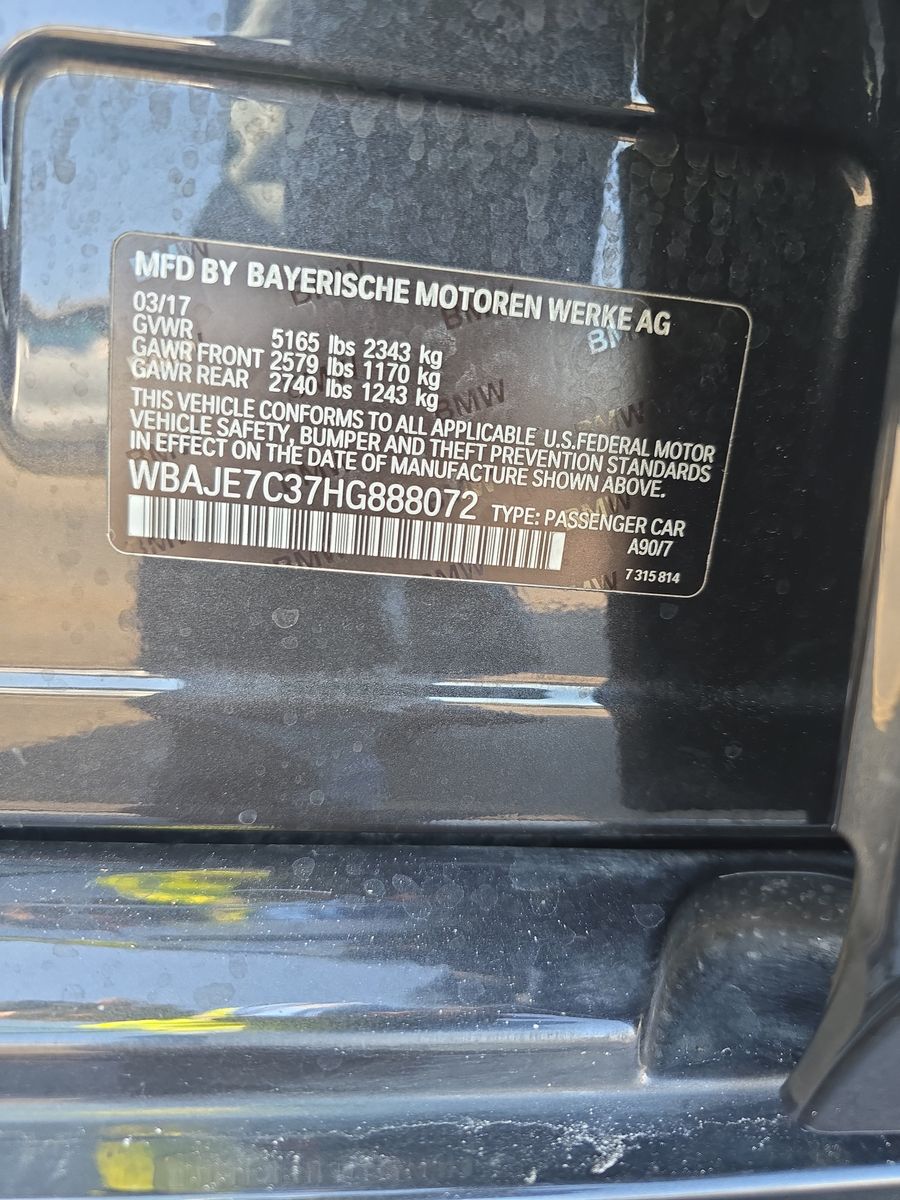 MFD BY BAYERISCHE MOTOREN WERKE AG
03/17
GVWR 5165 lbs 2343 kg
GAWR FRONT 2579 lbs 1170 kg
GAWR REAR 2740 lbs 1243 kg
THIS VEHICLE CONFORMS TO ALL APPLICABLE U.S.FEDERAL MOTOR
VEHICLE SAFETY, BUMPER AND THEFT PREVENTION STANDARDS
IN EFFECT ON THE DATE OF MANUFACTURE SHOWN ABOVE.
WBAJE7C37HG888072 TYPE: PASSENGER CAR
A90/7
7 315 814